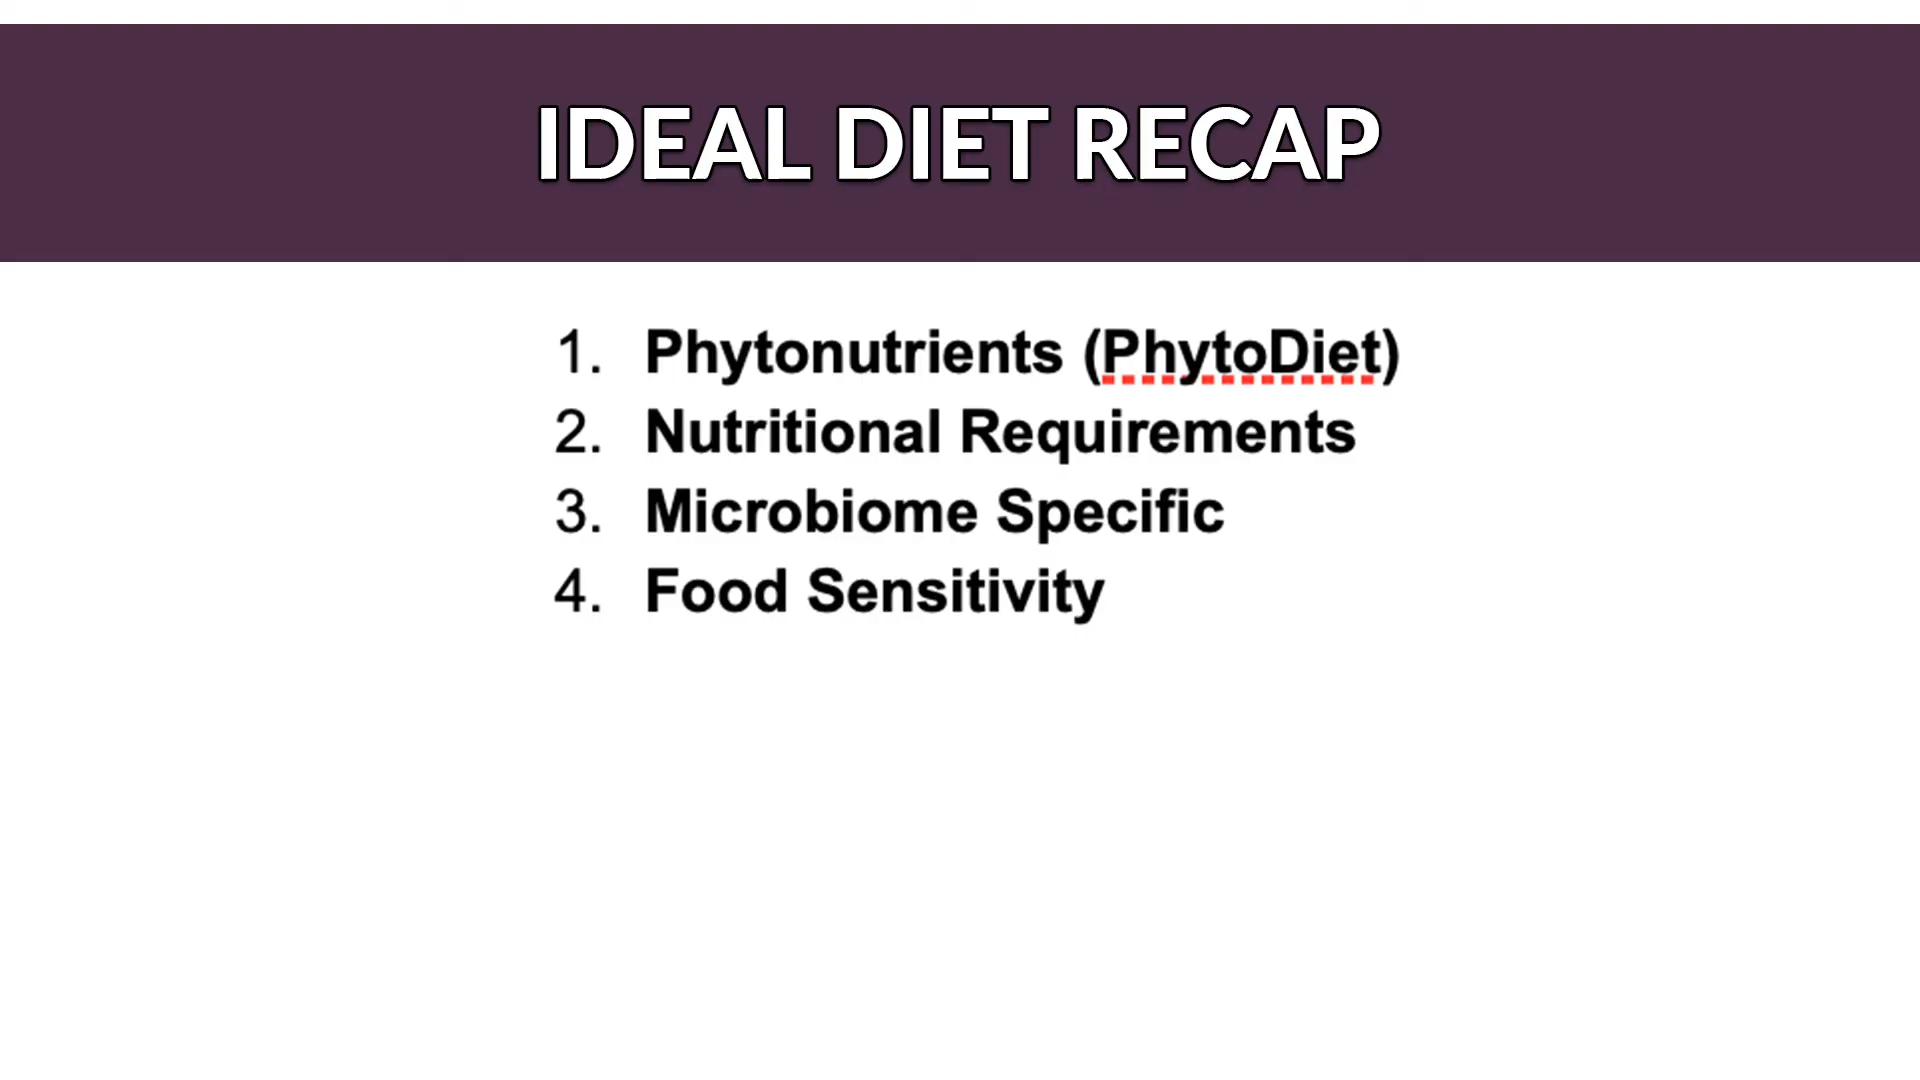 IDEAL DIET RECAP
1. Phytonutrients (PhytoDiet)
2. Nutritional Requirements
3. Microbiome Specific
4. Food Sensitivity